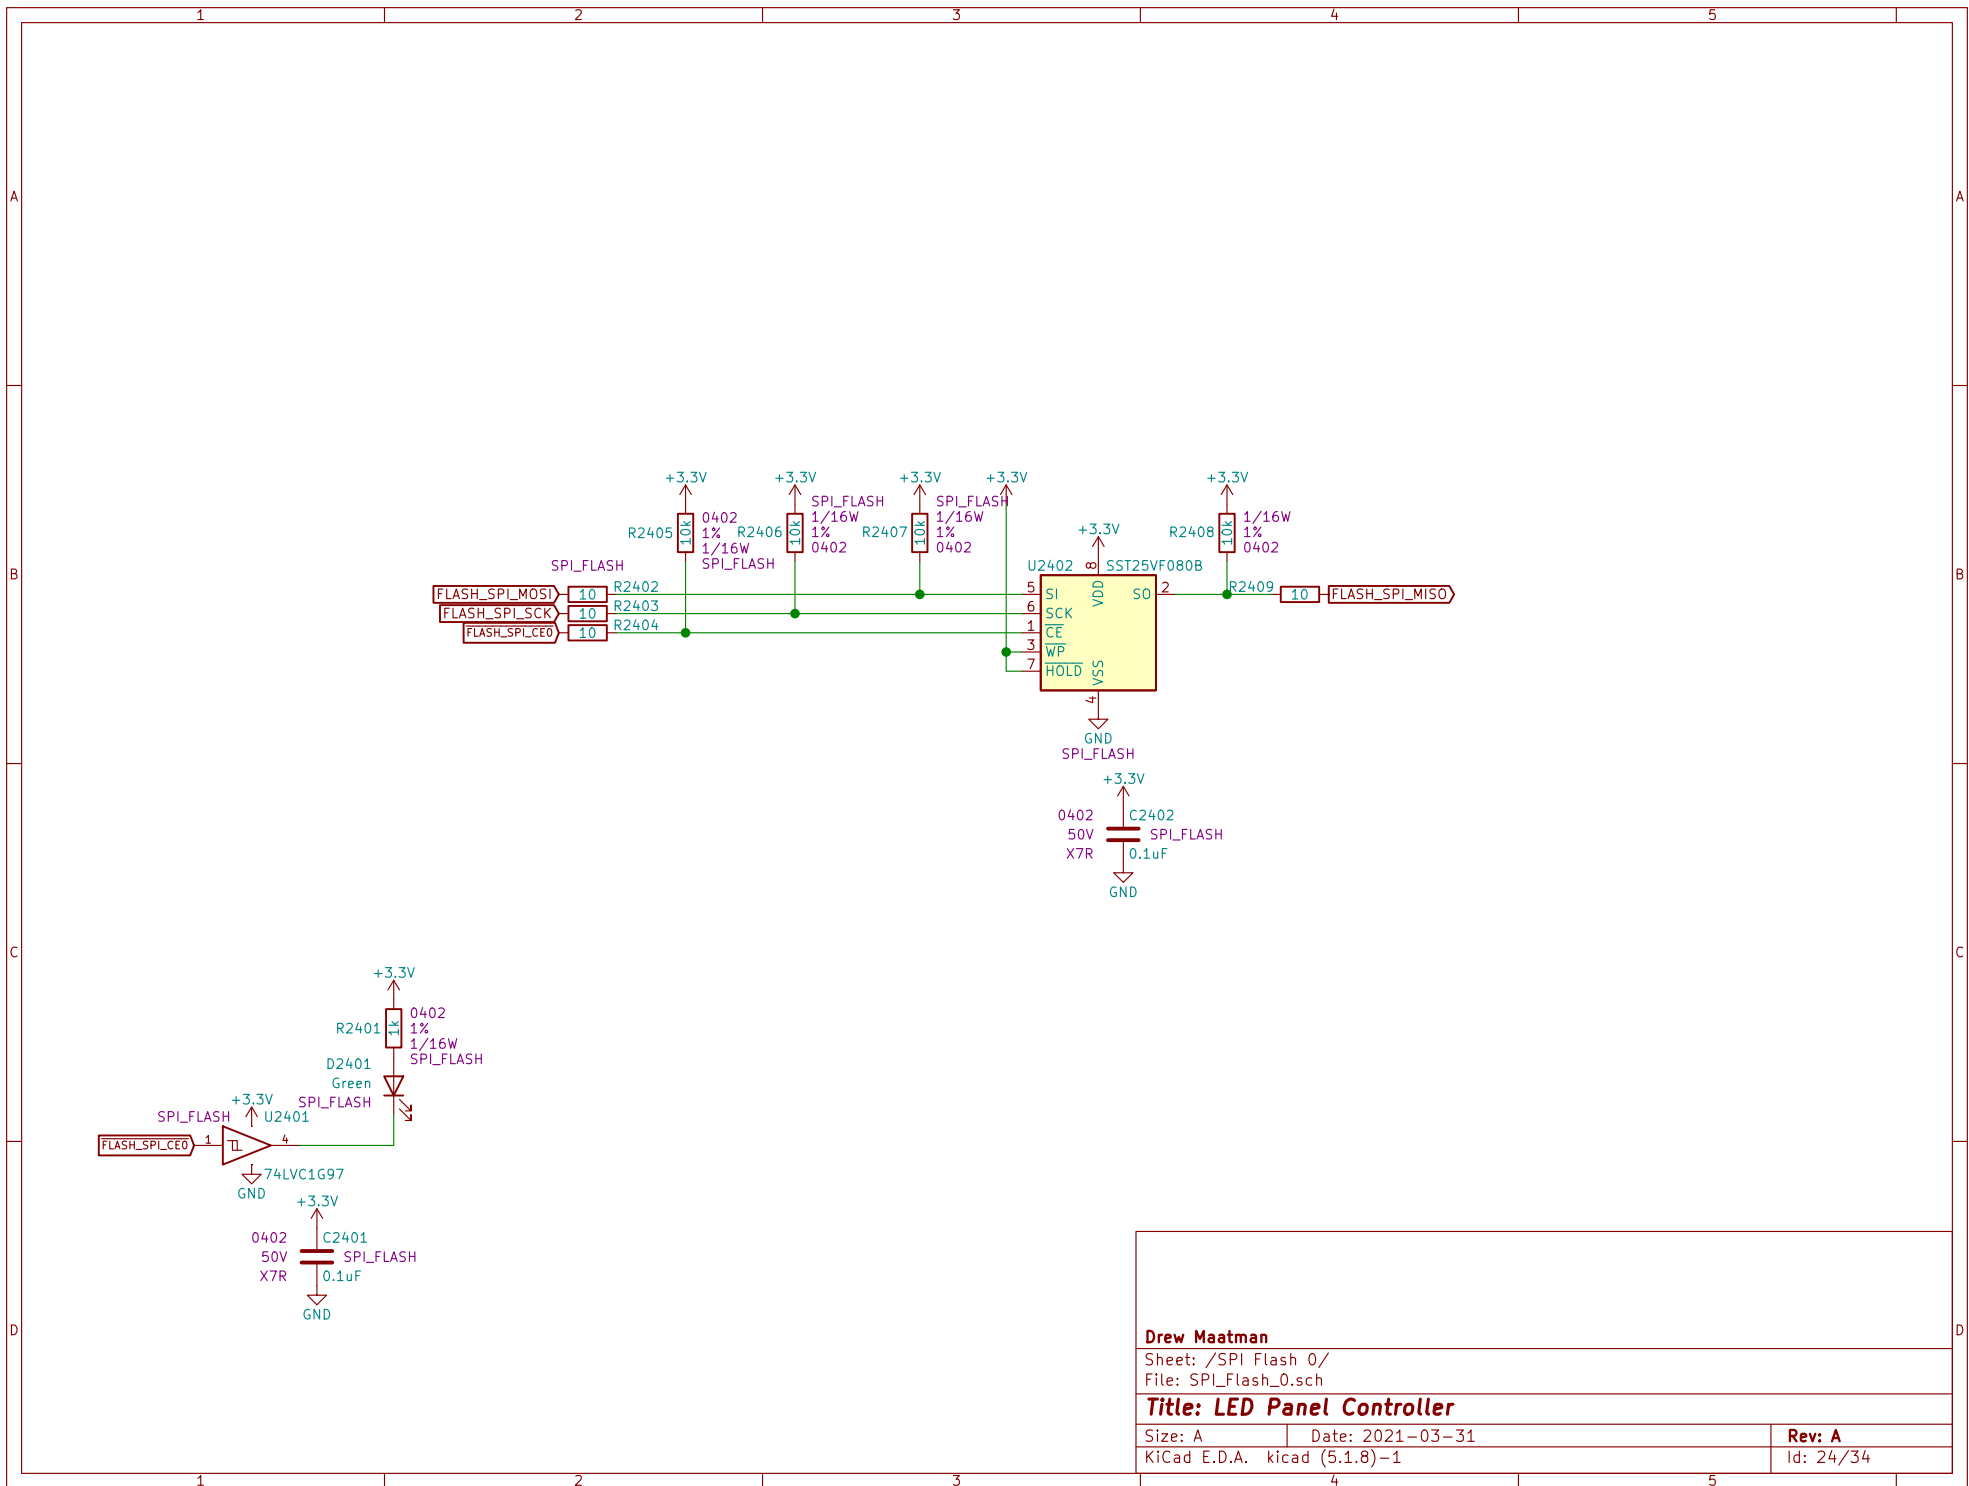 1 2 3 4 5
A A
B B
C C
D D
+3.3V +3.3V +3.3V +3.3V +3.3V
R2405 10k
0402
1%
1/16W
SPI_FLASH
R2406 10k
SPI_FLASH
1/16W
1%
0402
R2407 10k
SPI_FLASH
1/16W
1%
0402
R2408 10k
1/16W
1%
0402
SPI_FLASH
FLASH_SPI_MOSI 10 R2402
FLASH_SPI_SCK 10 R2403
FLASH_SPI_CE0 10 R2404
+3.3V
U2402 8 SST25VF080B
5 SI VDD SO 2
6 SCK
1 CE
3 WP
7 HOLD VSS
4
GND
SPI_FLASH
R2409 10 FLASH_SPI_MISO
+3.3V
0402 C2402
50V SPI_FLASH
X7R 0.1uF
GND
+3.3V
R2401 1k
0402
1%
1/16W
SPI_FLASH
D2401
Green
SPI_FLASH
+3.3V
SPI_FLASH U2401
FLASH_SPI_CE0 1 4
74LVC1G97
GND
+3.3V
0402 C2401
50V SPI_FLASH
X7R 0.1uF
GND
Drew Maatman
Sheet: /SPI Flash 0/
File: SPI_Flash_0.sch
Title: LED Panel Controller
Size: A Date: 2021-03-31 Rev: A
KiCad E.D.A. kicad (5.1.8)-1 Id: 24/34
1 2 3 4 5